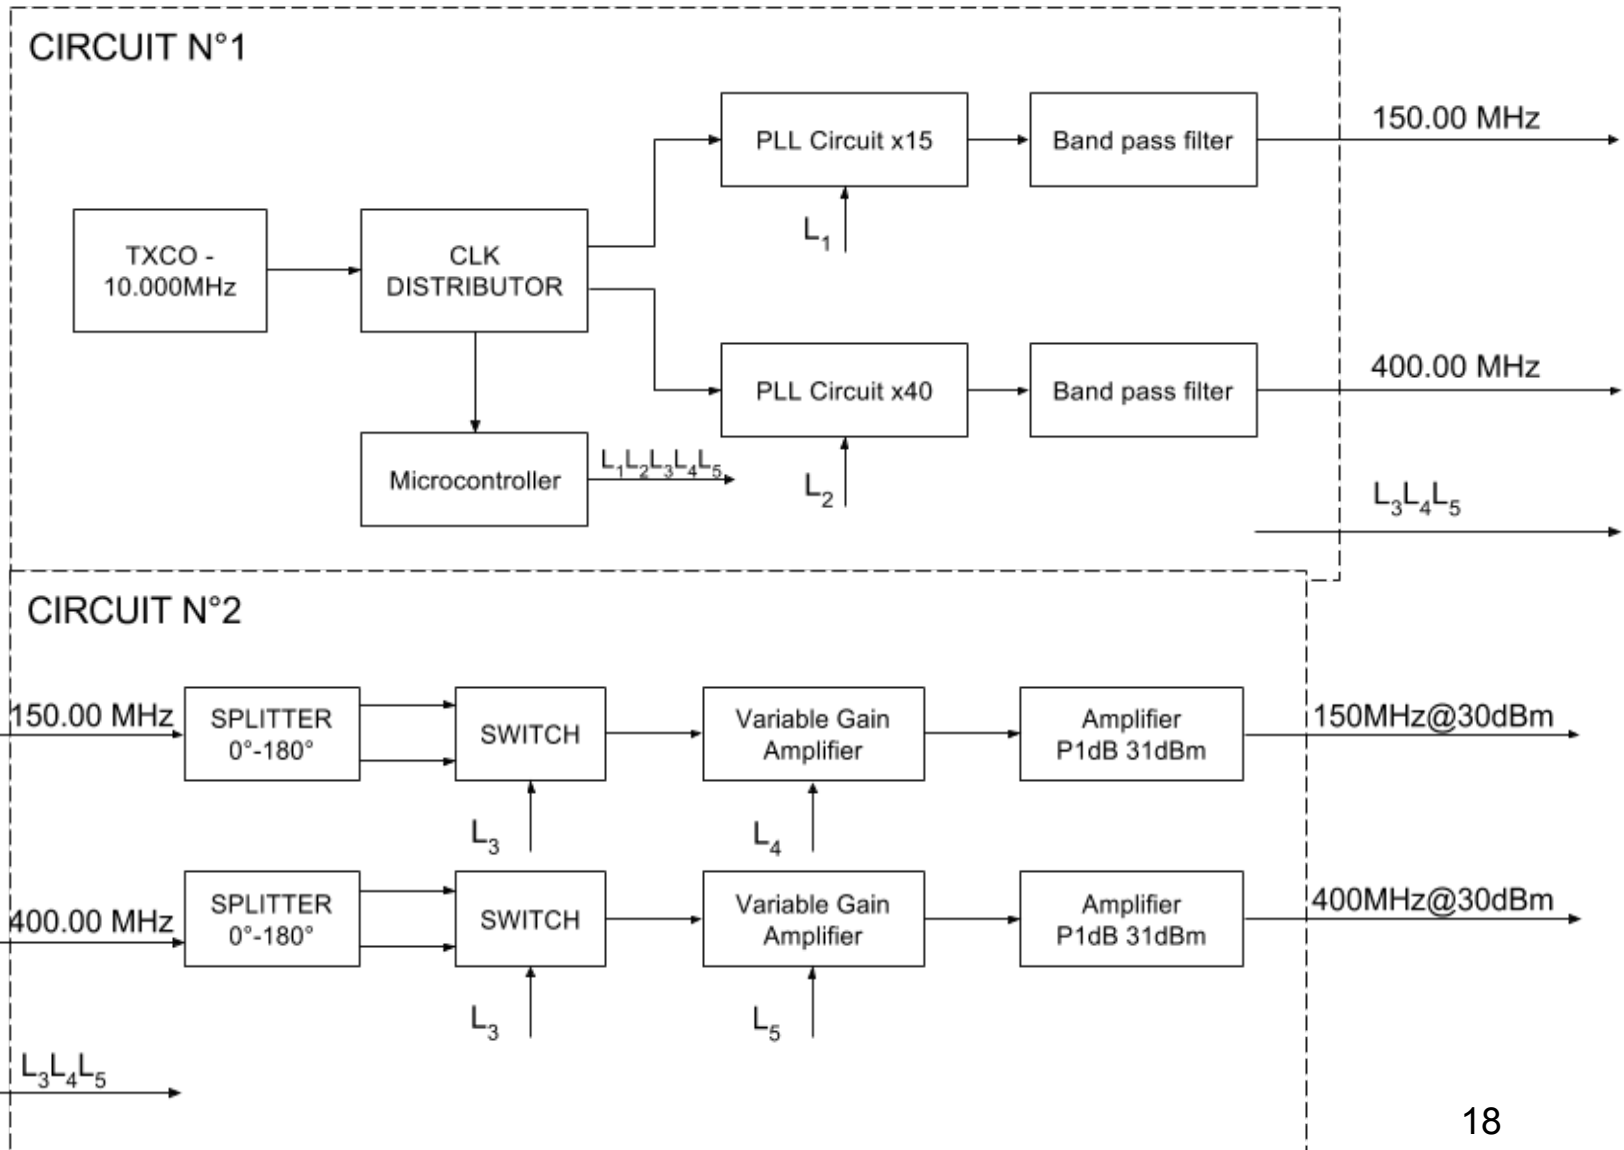 CIRCUIT N°1
150.00 MHz
PLL Circuit x15
Band pass filter
L1
TXCO -
10.000MHz
CLK
DISTRIBUTOR
400.00 MHz
PLL Circuit x40
Band pass filter
Microcontroller
L1L2L3L4L5
L2
L3L4L5
CIRCUIT N°2
150.00 MHz
SPLITTER
0°-180°
SWITCH
Variable Gain
Amplifier
Amplifier
P1dB 31dBm
150MHz@30dBm
L3
L4
400.00 MHz
SPLITTER
0°-180°
SWITCH
Variable Gain
Amplifier
Amplifier
P1dB 31dBm
400MHz@30dBm
L3
L5
L3L4L5
18